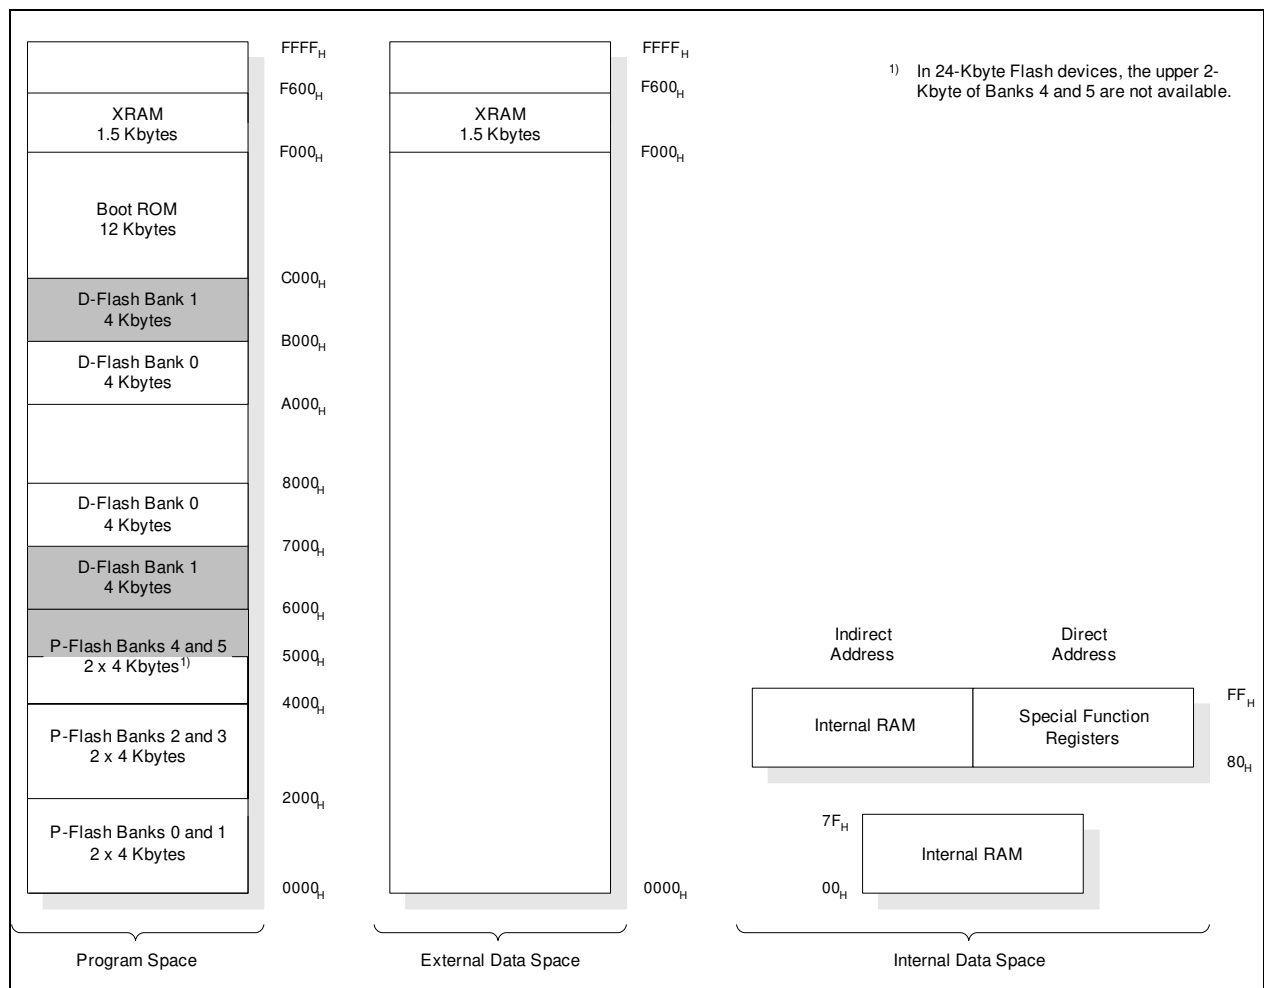 FFFFH
F600H
XRAM
1.5 Kbytes
F000H
Boot ROM
12 Kbytes
C000H
D-Flash Bank 1
4 Kbytes
B000H
D-Flash Bank 0
4 Kbytes
A000H
8000H
D-Flash Bank 0
4 Kbytes
7000H
D-Flash Bank 1
4 Kbytes
6000H
P-Flash Banks 4 and 5
2 x 4 Kbytes1)
5000H
4000H
P-Flash Banks 2 and 3
2 x 4 Kbytes
2000H
P-Flash Banks 0 and 1
2 x 4 Kbytes
0000H
Program Space
FFFFH
F600H
XRAM
1.5 Kbytes
F000H
0000H
External Data Space
1) In 24-Kbyte Flash devices, the upper 2-
Kbyte of Banks 4 and 5 are not available.
Indirect
Address
Direct
Address
Internal RAM
Special Function
Registers
FFH
80H
7FH
Internal RAM
00H
Internal Data Space